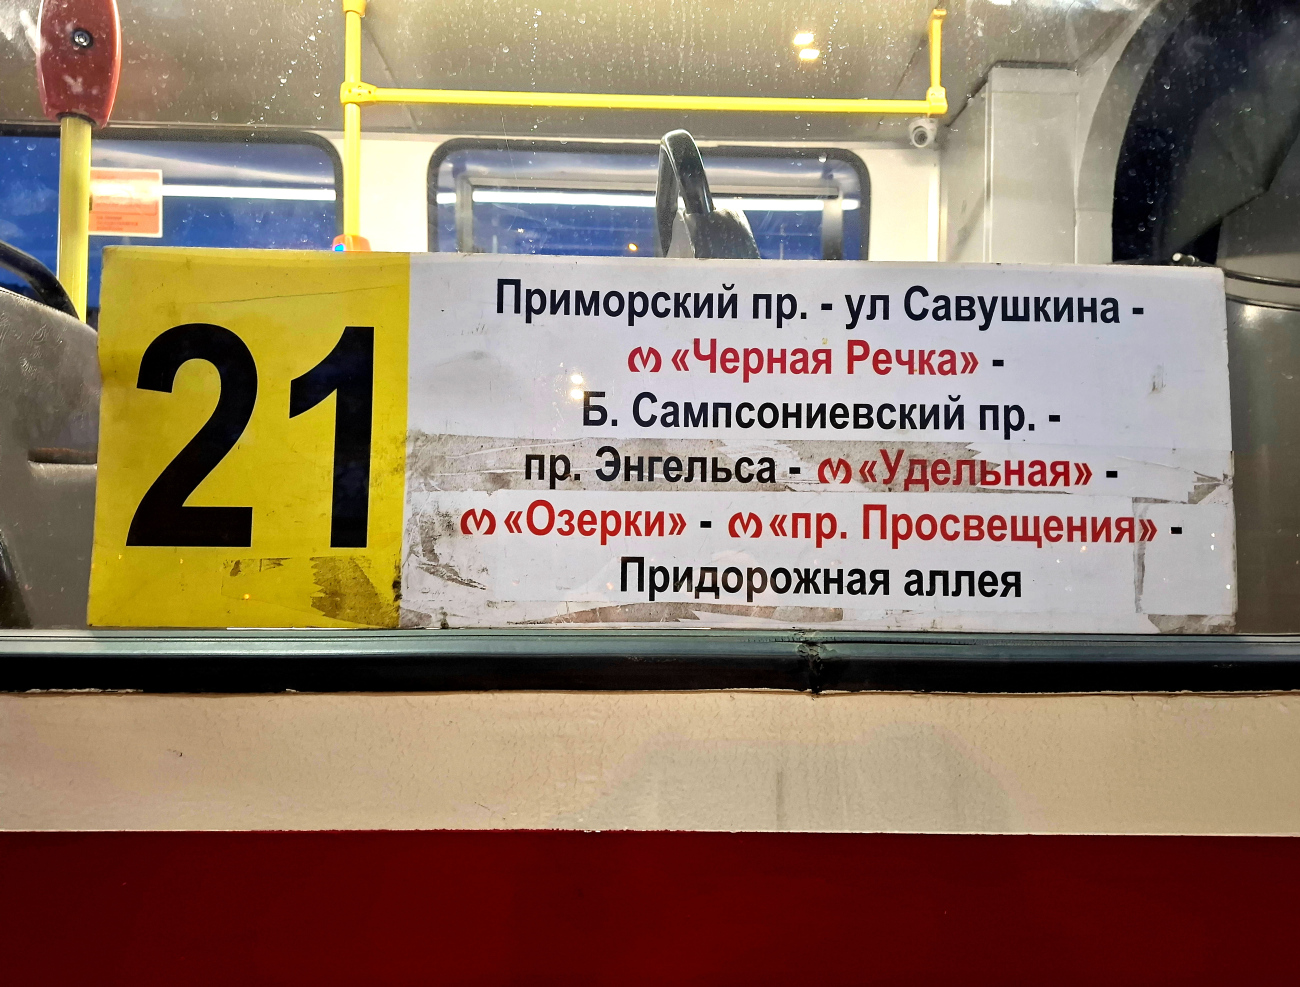 21
Приморский пр. - ул Савушкина -
м «Черная Речка» -
Б. Сампсониевский пр. -
пр. Энгельса - м «Удельная» -
м «Озерки» - м «пр. Просвещения» -
Придорожная аллея